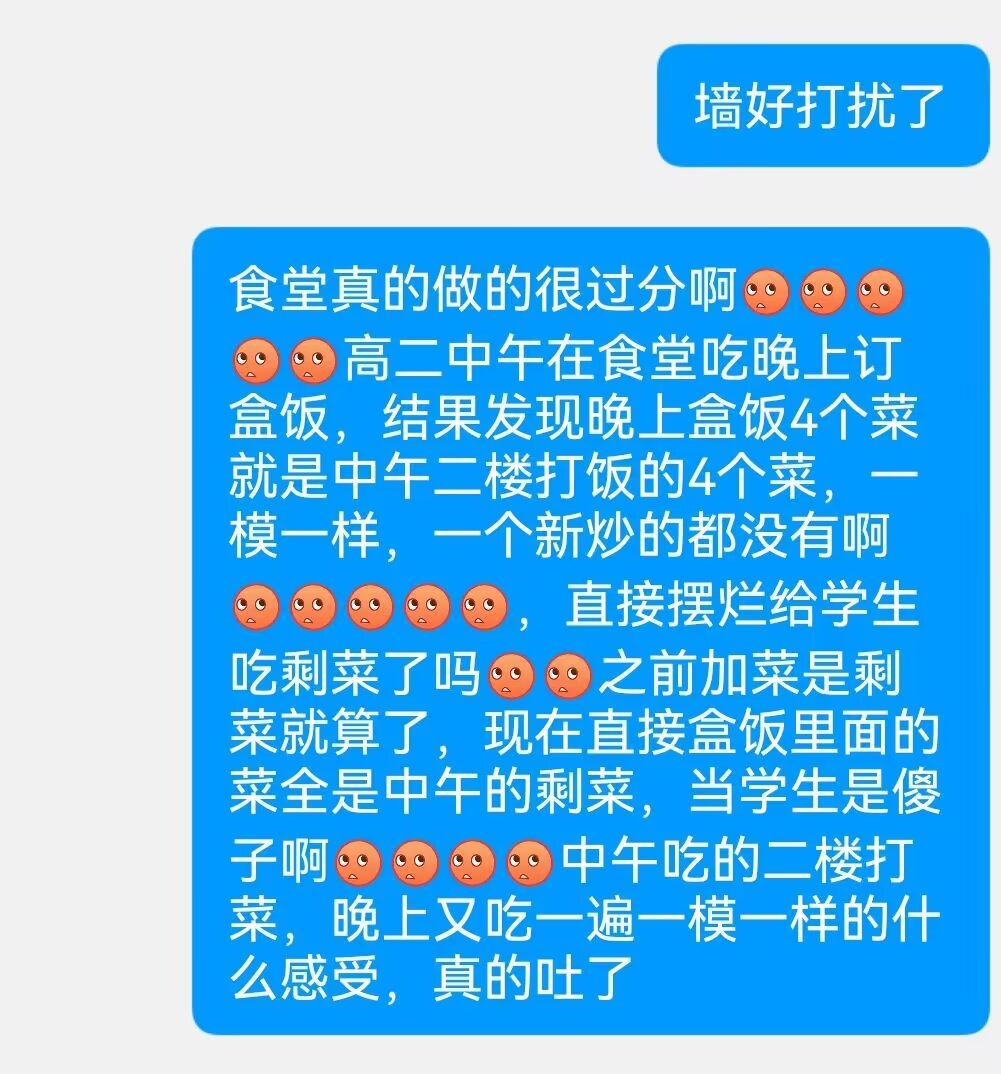 墙好打扰了
食堂真的做的很过分啊
高二中午在食堂吃晚上订
盒饭，结果发现晚上盒饭4个菜
就是中午二楼打饭的4个菜，一
模一样，一个新炒的都没有啊
，直接摆烂给学生
吃剩菜了吗之前加菜是剩
菜就算了，现在直接盒饭里面的
菜全是中午的剩菜，当学生是傻
子啊中午吃的二楼打
菜，晚上又吃一遍一模一样的什
么感受，真的吐了